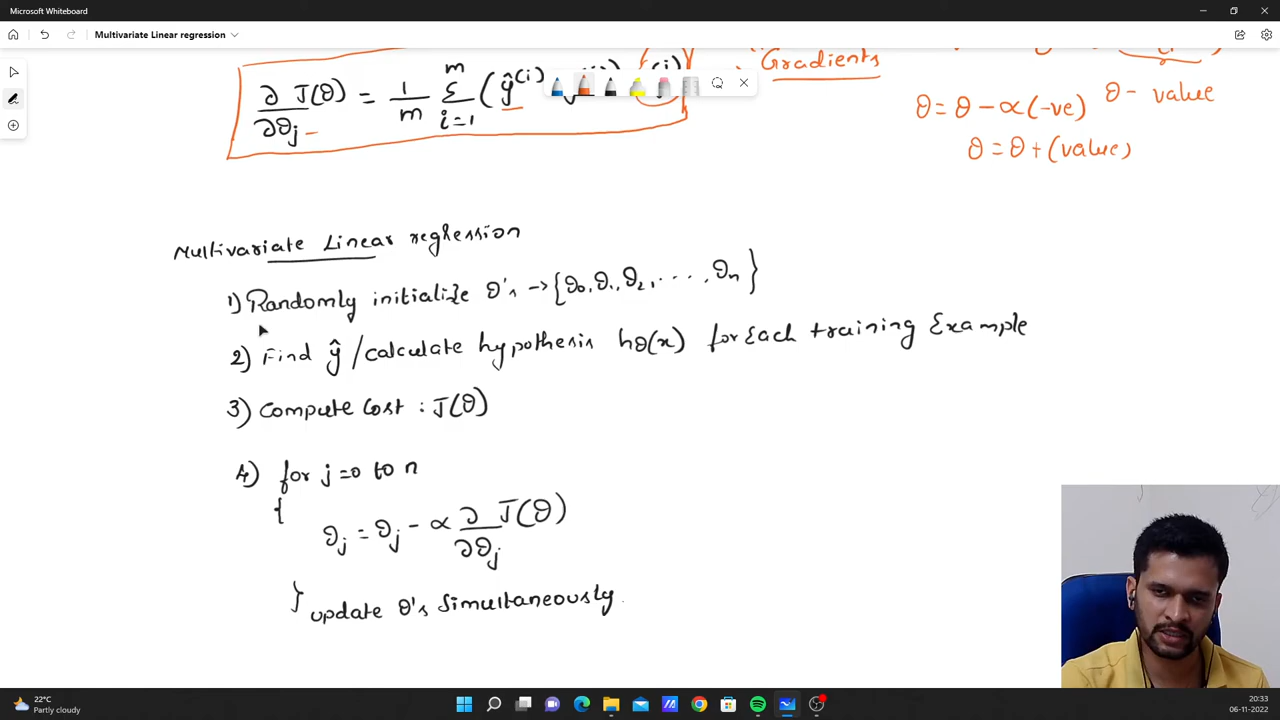 Microsoft Whiteboard
Multivariate Linear regression
Gradients
∂ J(θ) / ∂θj = 1/m Σ i=1 m (ŷ(i) (i)
θ = θ - α(-ve)
θ - value
θ = θ + (value)
Multivariate Linear regression
1) Randomly initialize θ's → {θ0, θ1, θ2, ...., θn}
2) Find ŷ / calculate hypothesis hθ(x) for Each training Example
3) Compute Cost : J(θ)
4) for j=0 to n
{
θj = θj - α ∂ J(θ) / ∂θj
} update θ's Simultaneously.
22°C
Partly cloudy
20:33
06-11-2022